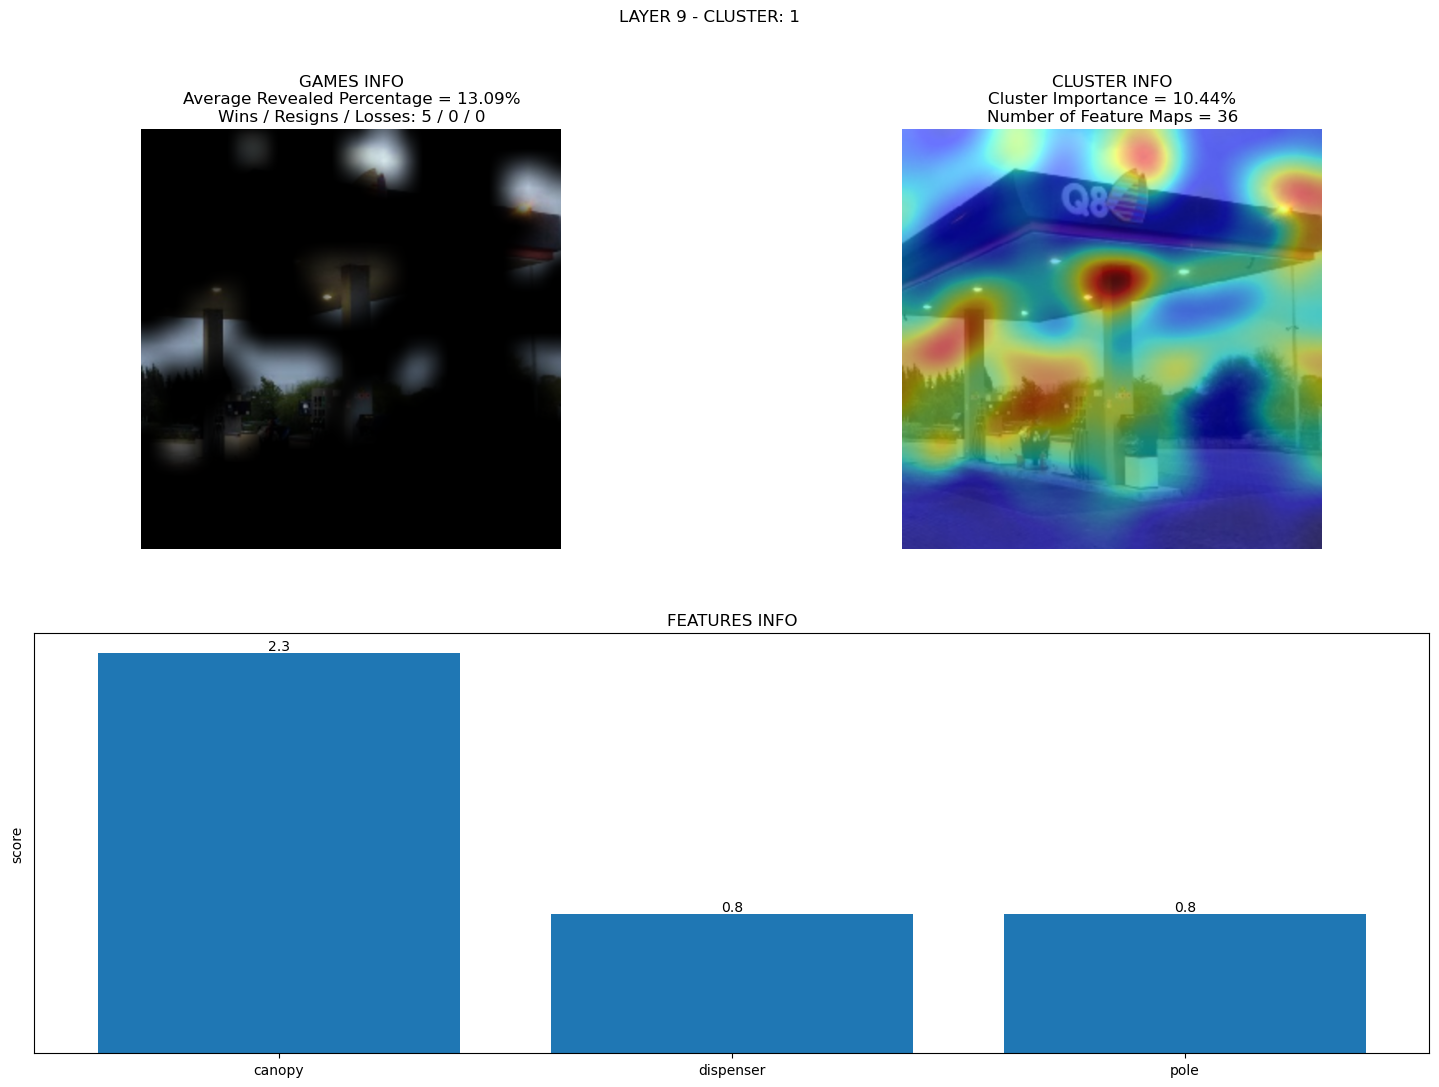 LAYER 9 - CLUSTER: 1
GAMES INFO
Average Revealed Percentage = 13.09%
Wins / Resigns / Losses: 5 / 0 / 0
CLUSTER INFO
Cluster Importance = 10.44%
Number of Feature Maps = 36
Q8
FEATURES INFO
score
2.3
0.8
0.8
canopy
dispenser
pole